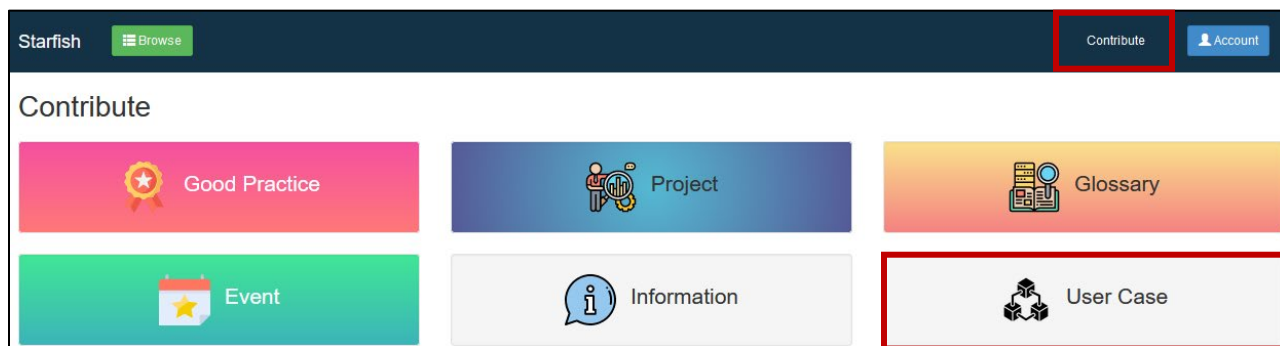 Starfish Browse Contribute Account
Contribute
Good Practice Project Glossary
Event Information User Case